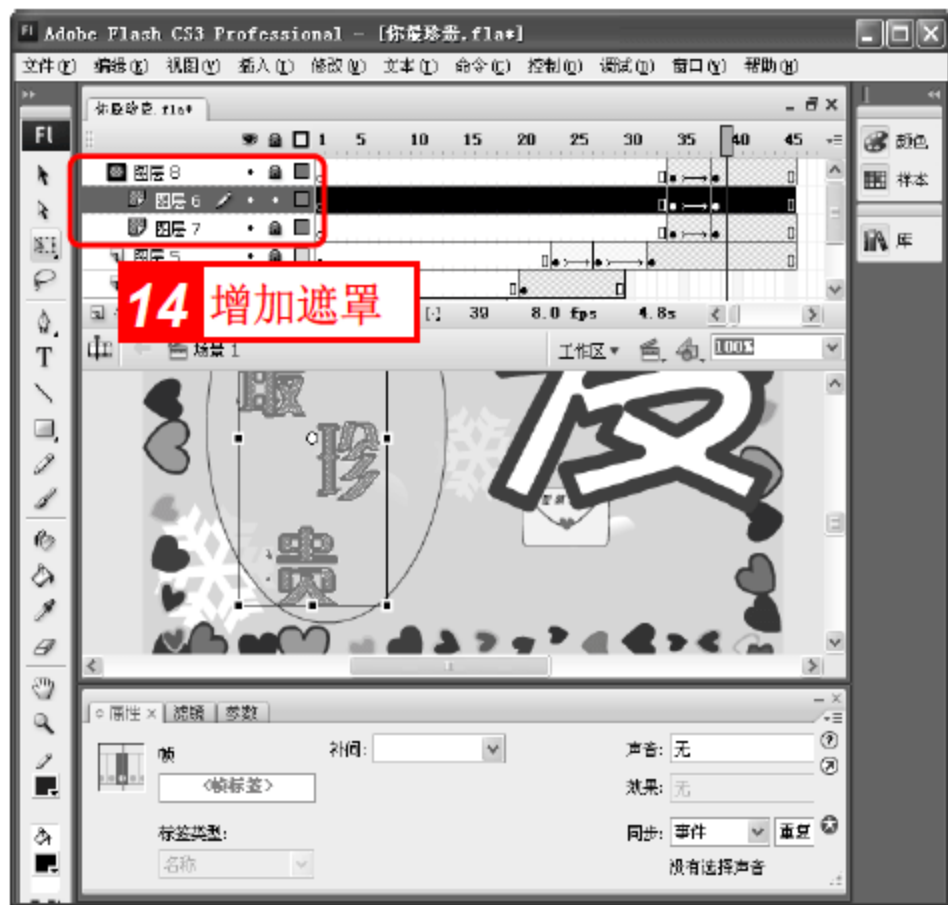 Adobe Flash CS3 Professional - [你最珍贵.fla*]
文件(F) 编辑(E) 视图(V) 插入(I) 修改(M) 文本(T) 命令(C) 控制(O) 调试(D) 窗口(W) 帮助(H)
你最珍贵.fla*
Fl
1 5 10 15 20 25 30 35 40 45
图层 8
图层 6
图层 7
图层 5
14 增加遮罩
39 8.0 fps 4.8s
场景 1
工作区
100%
颜色
样本
库
T
最
珍
贵
属性 × 滤镜 参数
帧
<帧标签>
标签类型:
名称
补间:
声音: 无
效果: 无
同步: 事件 重复
没有选择声音